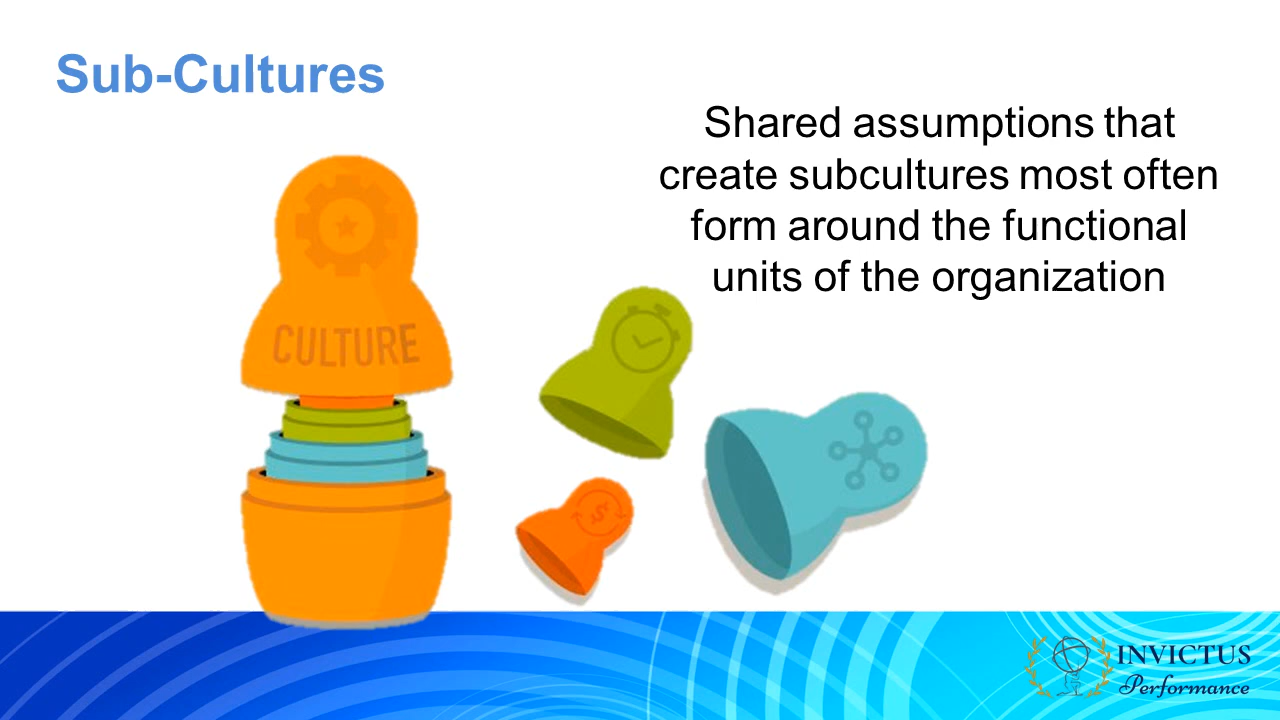 Sub-Cultures
Shared assumptions that
create subcultures most often
form around the functional
units of the organization
CULTURE
$
INVICTUS
Performance